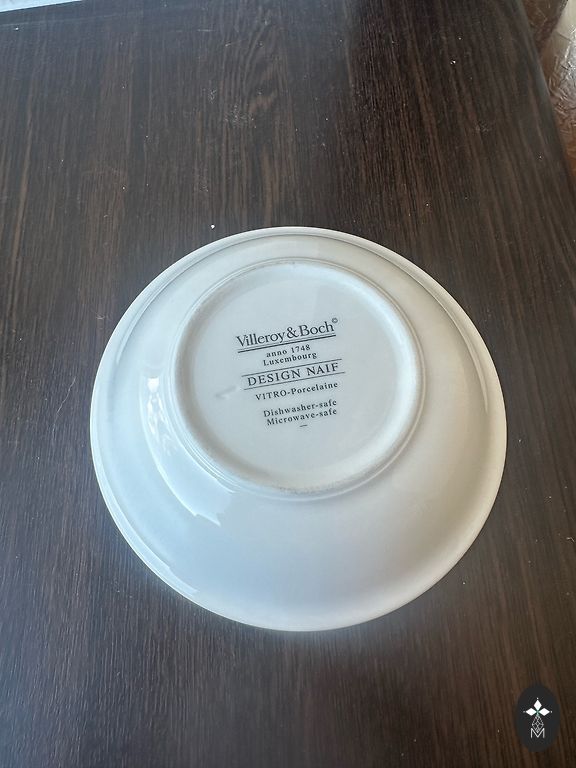 Villeroy & Boch©
anno 1748
Luxembourg
DESIGN NAIF
VITRO-Porcelaine
Dishwasher-safe
Microwave-safe
M